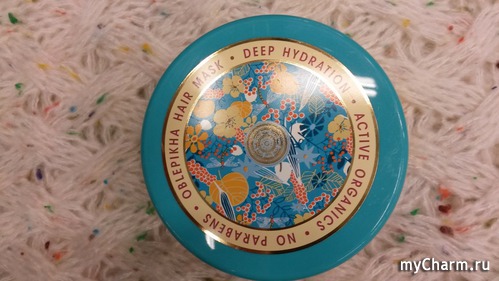 DEEP HYDRATION • ACTIVE ORGANICS • NO PARABENS • OBLEPIKHA HAIR MASK •
myCharm.ru